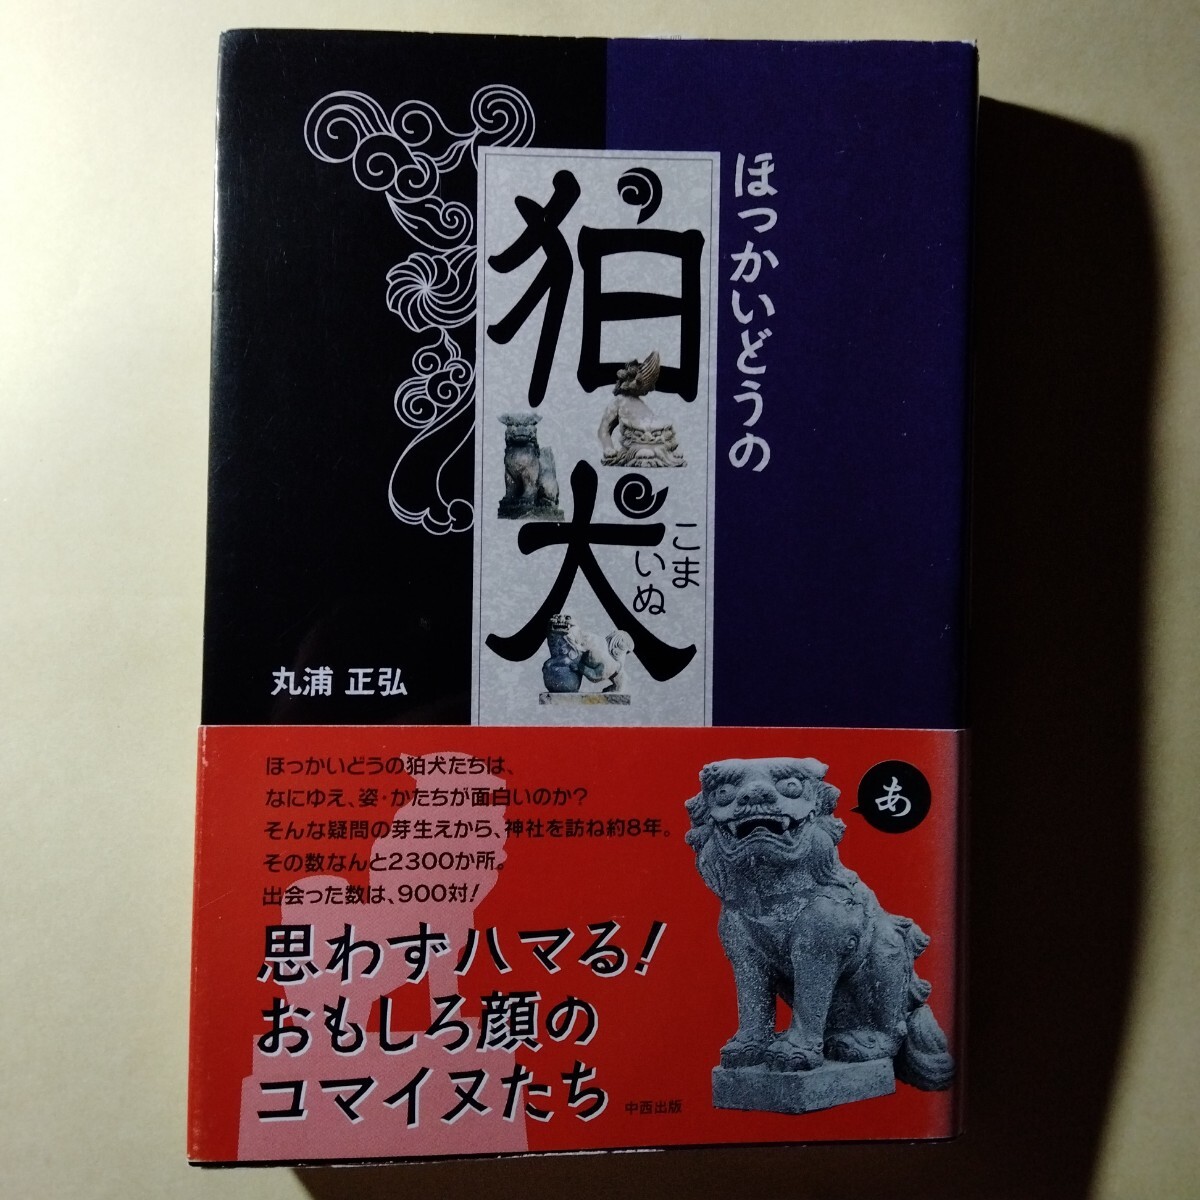 ほっかいどうの
狛犬
こま
いぬ
丸浦 正弘
ほっかいどうの狛犬たちは、
なにゆえ、姿・かたちが面白いのか?
そんな疑問の芽生えから、神社を訪ね約8年。
その数なんと2300か所。
出会った数は、900対!
あ
思わずハマる!
おもしろ顔の
コマイヌたち
中西出版